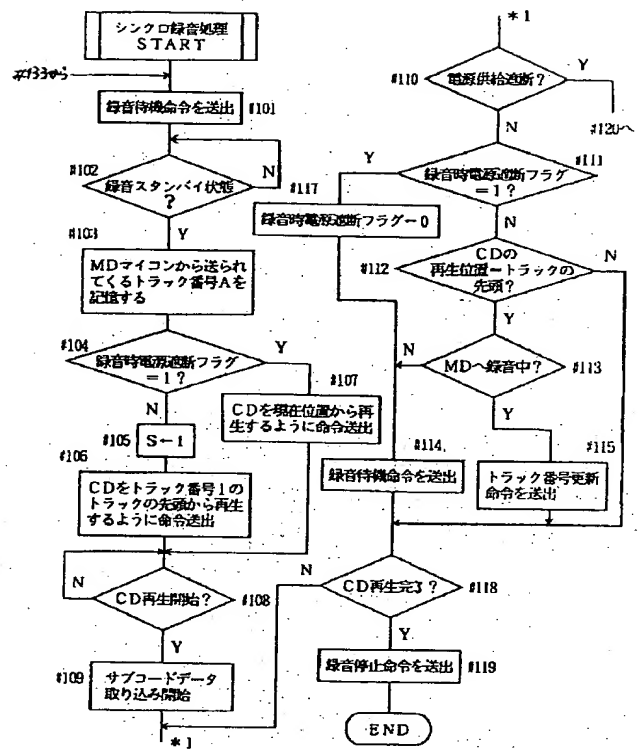 シンクロ録音処理
START
#133から
録音待機命令を送出
#101
#102
録音スタンバイ状態
?
N
Y
#103
MDマイコンから送られ
てくるトラック番号Aを
記憶する
#104
録音時電源遮断フラグ
=1?
Y
N
#107
CDを現在位置から再
生するように命令送出
#105
S←1
#106
CDをトラック番号1の
トラックの先頭から再生
するように命令送出
N
CD再生開始?
#108
Y
#109
サブコードデータ
取り込み開始
*1
*1
#110
電源供給遮断?
Y
#120へ
N
#111
Y
録音時電源遮断フラグ
=1?
#117
録音時電源遮断フラグ←0
N
#112
CDの
再生位置=トラックの
先頭?
N
Y
N
MDへ録音中?
#113
Y
#114
録音待機命令を送出
#115
トラック番号更新
命令を送出
N
CD再生完了?
#118
Y
録音停止命令を送出
#119
END